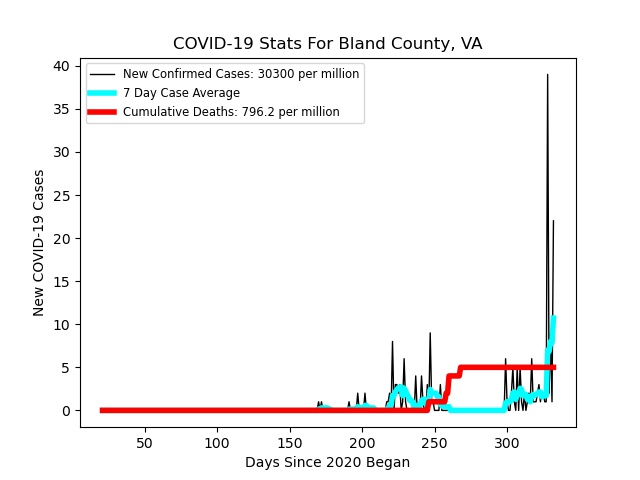 COVID-19 Stats For Bland County, VA
New Confirmed Cases: 30300 per million
7 Day Case Average
Cumulative Deaths: 796.2 per million
New COVID-19 Cases
40
35
30
25
20
15
10
5
0
50 100 150 200 250 300
Days Since 2020 Began